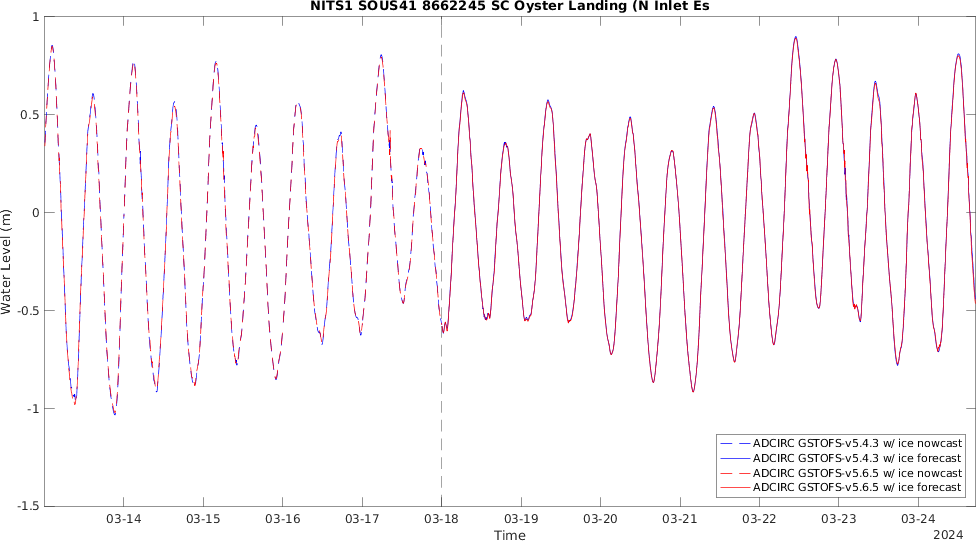 NITS1 SOUS41 8662245 SC Oyster Landing (N Inlet Es
1
0.5
0
-0.5
-1
-1.5
Water Level (m)
03-14 03-15 03-16 03-17 03-18 03-19 03-20 03-21 03-22 03-23 03-24
Time
2024
ADCIRC GSTOFS-v5.4.3 w/ ice nowcast
ADCIRC GSTOFS-v5.4.3 w/ ice forecast
ADCIRC GSTOFS-v5.6.5 w/ ice nowcast
ADCIRC GSTOFS-v5.6.5 w/ ice forecast